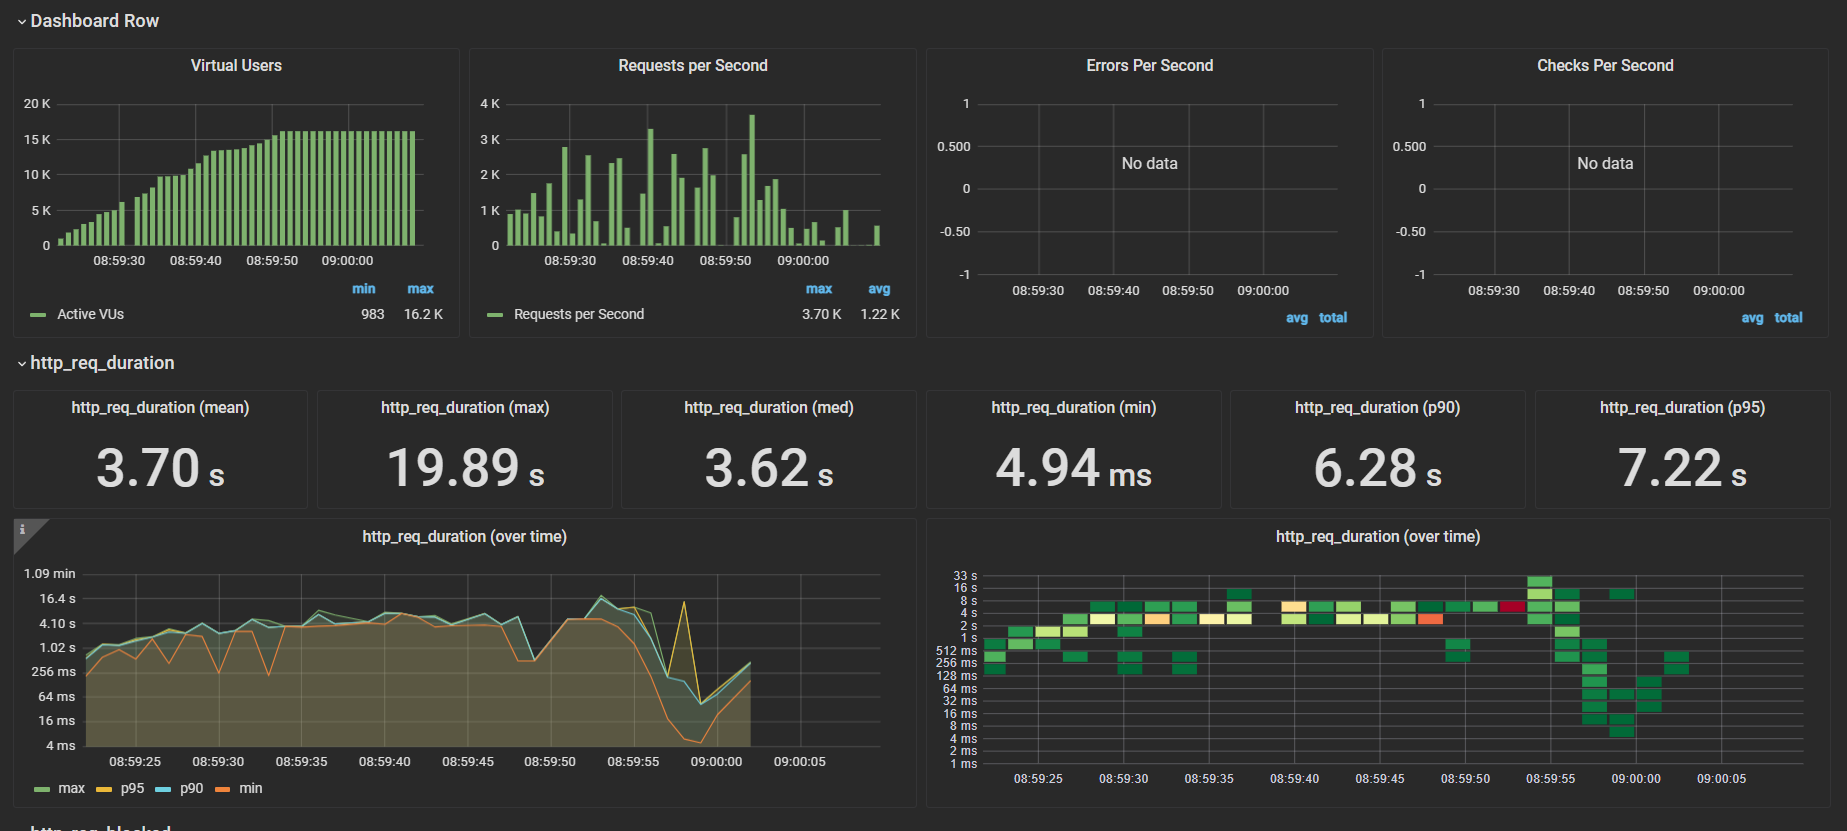 Dashboard Row
Virtual Users
20 K
15 K
10 K
5 K
0
08:59:30 08:59:40 08:59:50 09:00:00
min max
Active VUs 983 16.2 K
Requests per Second
4 K
3 K
2 K
1 K
0
08:59:30 08:59:40 08:59:50 09:00:00
max avg
Requests per Second 3.70 K 1.22 K
Errors Per Second
1
0.500
0
-0.50
-1
No data
08:59:30 08:59:40 08:59:50 09:00:00
avg total
Checks Per Second
1
0.500
0
-0.50
-1
No data
08:59:30 08:59:40 08:59:50 09:00:00
avg total
http_req_duration
http_req_duration (mean)
3.70 s
http_req_duration (max)
19.89 s
http_req_duration (med)
3.62 s
http_req_duration (min)
4.94 ms
http_req_duration (p90)
6.28 s
http_req_duration (p95)
7.22 s
i
http_req_duration (over time)
1.09 min
16.4 s
4.10 s
1.02 s
256 ms
64 ms
16 ms
4 ms
08:59:25 08:59:30 08:59:35 08:59:40 08:59:45 08:59:50 08:59:55 09:00:00 09:00:05
max p95 p90 min
http_req_duration (over time)
33 s
16 s
8 s
4 s
2 s
1 s
512 ms
256 ms
128 ms
64 ms
32 ms
16 ms
8 ms
4 ms
2 ms
1 ms
08:59:25 08:59:30 08:59:35 08:59:40 08:59:45 08:59:50 08:59:55 09:00:00 09:00:05
http_req_blocked